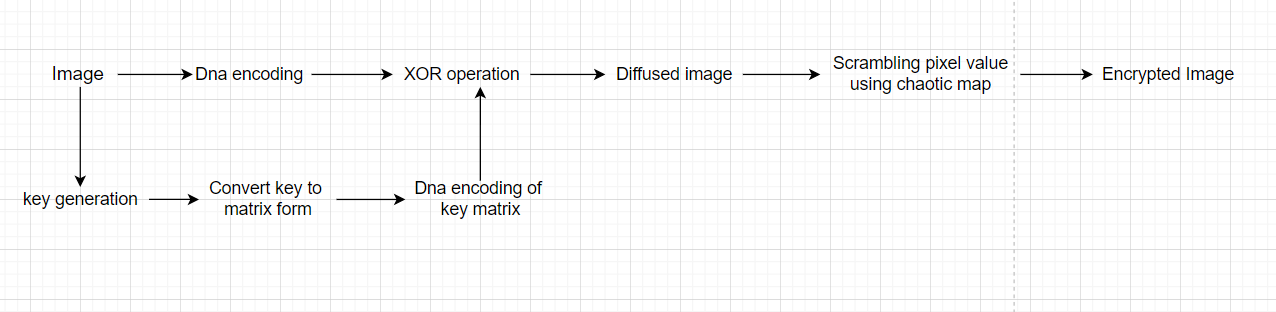 Image
Dna encoding
XOR operation
Diffused image
Scrambling pixel value
using chaotic map
Encrypted Image
key generation
Convert key to
matrix form
Dna encoding of
key matrix